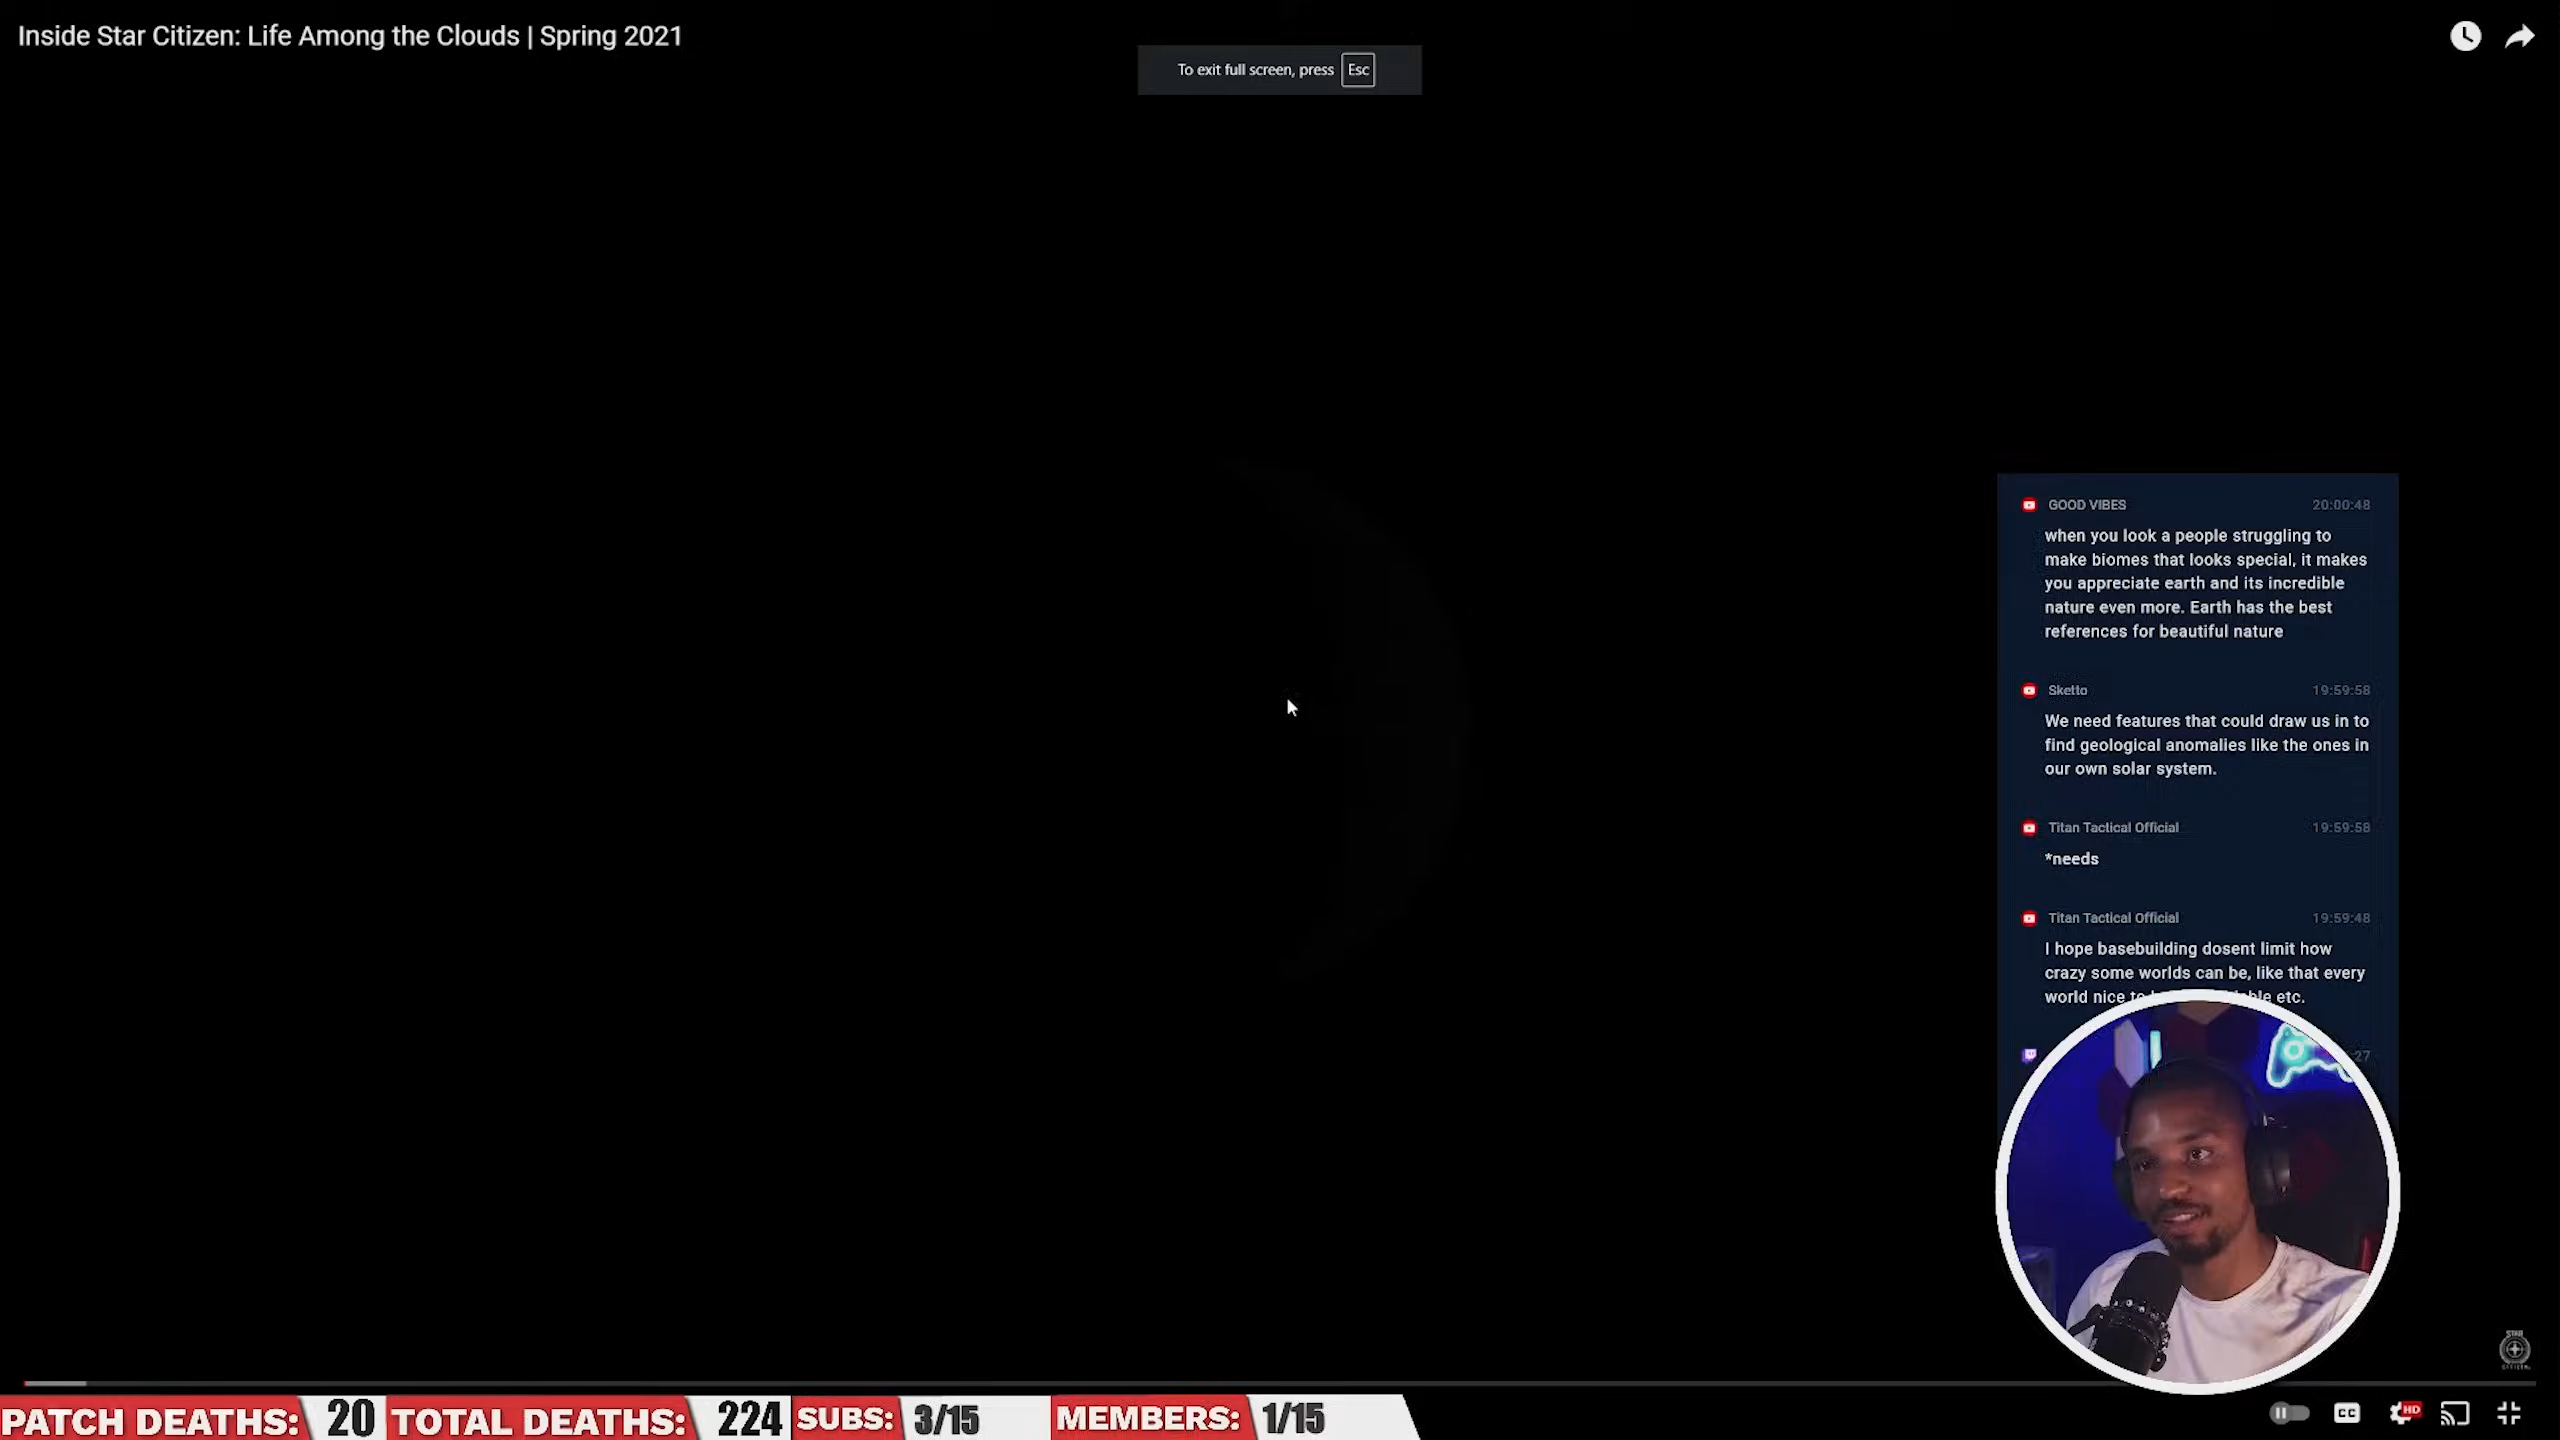 Inside Star Citizen: Life Among the Clouds | Spring 2021
To exit full screen, press Esc
GOOD VIBES 20:00:48
when you look a people struggling to
make biomes that looks special, it makes
you appreciate earth and its incredible
nature even more. Earth has the best
references for beautiful nature
Sketto 19:59:58
We need features that could draw us in to
find geological anomalies like the ones in
our own solar system.
Titan Tactical Official 19:59:58
*needs
Titan Tactical Official 19:59:48
I hope basebuilding dosent limit how
crazy some worlds can be, like that every
world nice etc.
27
STAR
CITIZEN
PATCH DEATHS: 20 TOTAL DEATHS: 224 SUBS: 3/15 MEMBERS: 1/15
CC HD